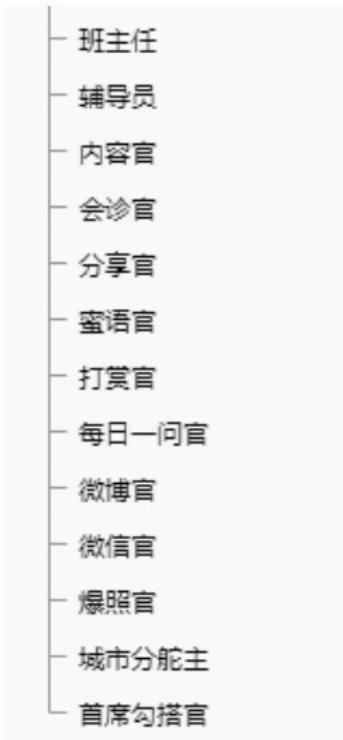 班主任
辅导员
内容官
会诊官
分享官
蜜语官
打赏官
每日一问官
微博官
微信官
爆照官
城市分舵主
首席勾搭官